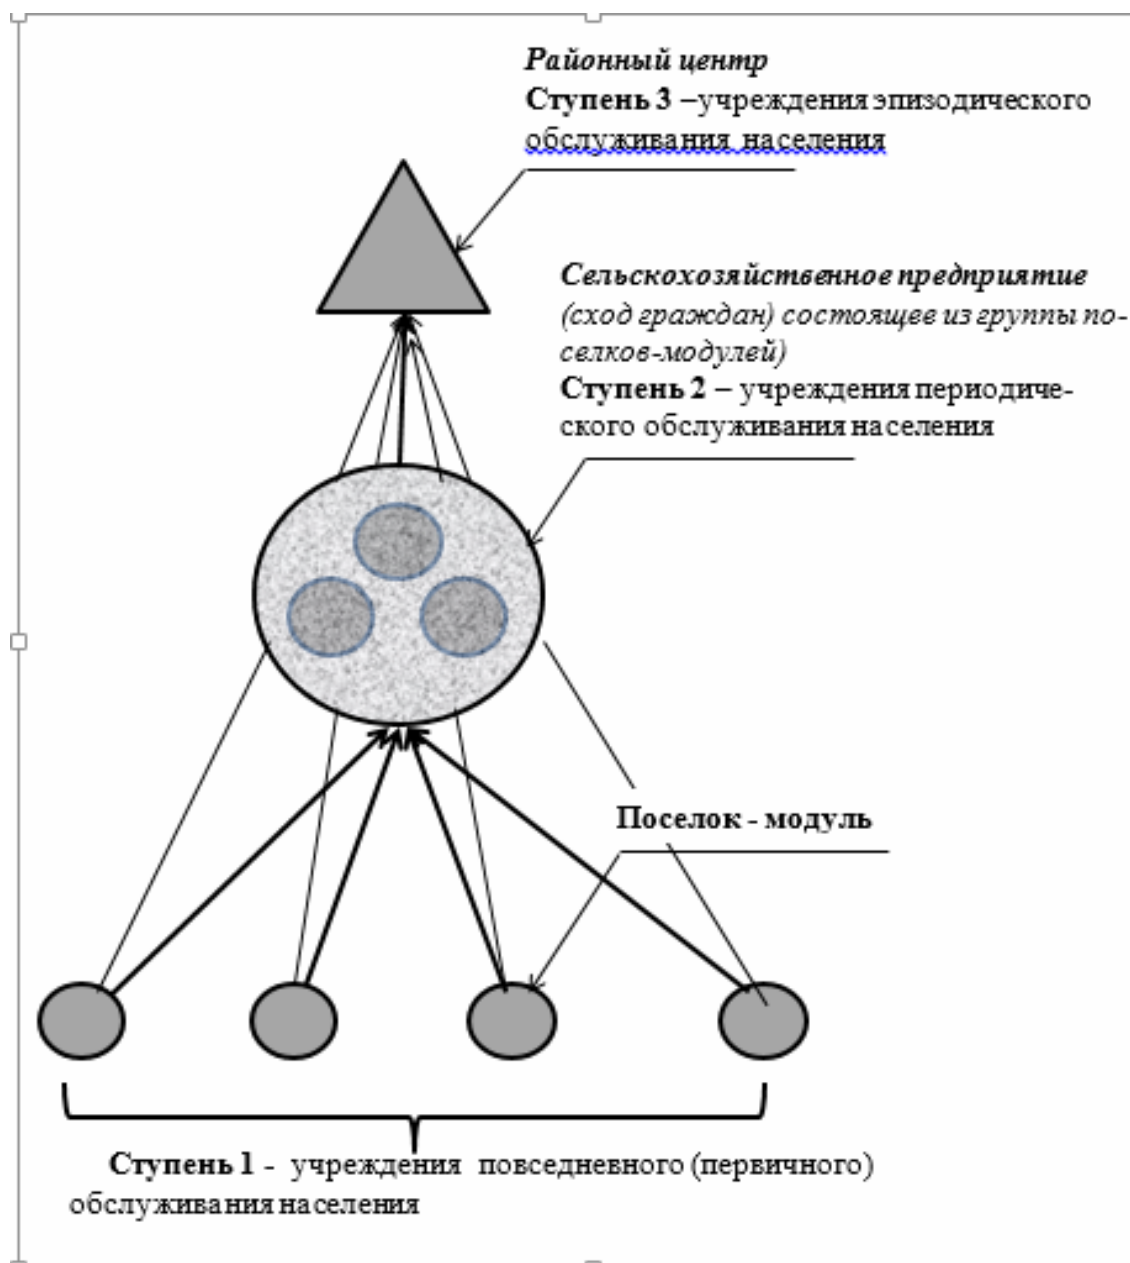 Районный центр
Ступень 3 –учреждения эпизодического
обслуживания населения
Сельскохозяйственное предприятие
(сход граждан) состоящее из группы по-
селков-модулей)
Ступень 2 – учреждения периодиче-
ского обслуживания населения
Поселок - модуль
Ступень 1 - учреждения повседневного (первичного)
обслуживания населения